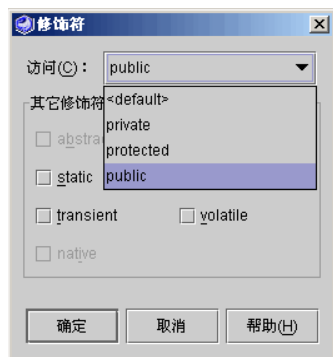 修饰符
访问(C)： public
<default>
其它修饰符
private
protected
static public
transient volatile
native
确定 取消 帮助(H)